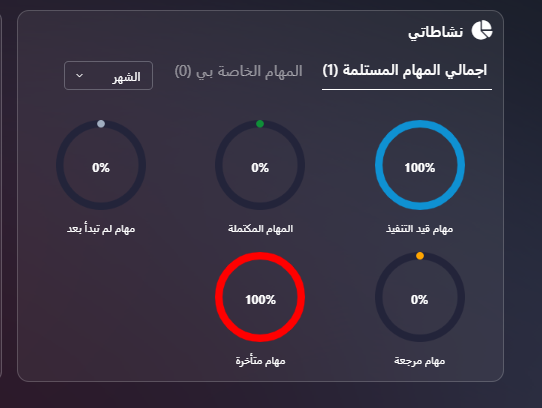 نشاطاتي
اجمالي المهام المستلمة (1)
المهام الخاصة بي (0)
الشهر
100%
0%
0%
مهام قيد التنفيذ
المهام المكتملة
مهام لم تبدأ بعد
0%
100%
مهام مرجعة
مهام متأخرة